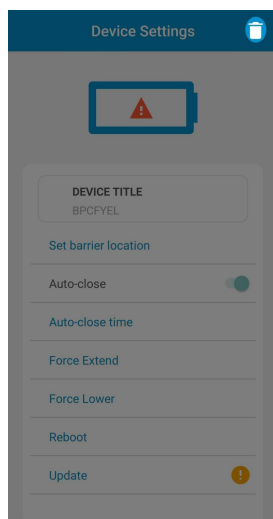 Device Settings
DEVICE TITLE
BPCFYEL
Set barrier location
Auto-close
Auto-close time
Force Extend
Force Lower
Reboot
Update